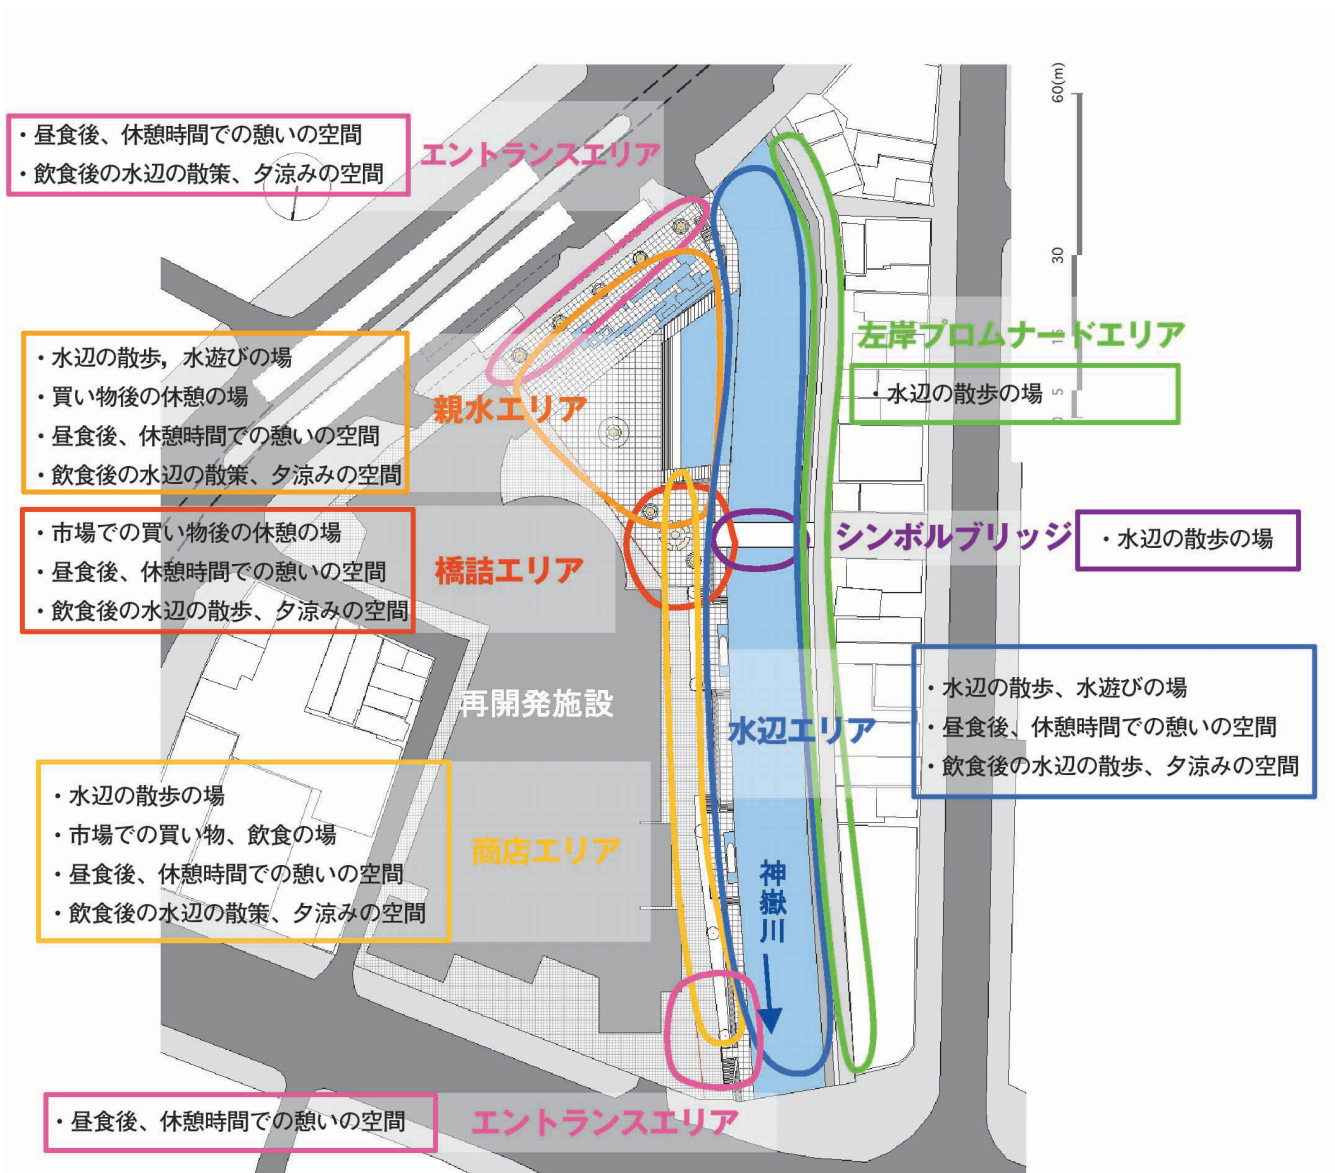 60(m)
・昼食後、休憩時間での憩いの空間
・飲食後の水辺の散策、夕涼みの空間
エントランスエリア
30
15
5
0
左岸プロムナードエリア
・水辺の散歩の場
・水辺の散歩，水遊びの場
・買い物後の休憩の場
・昼食後、休憩時間での憩いの空間
・飲食後の水辺の散策、夕涼みの空間
親水エリア
・市場での買い物後の休憩の場
・昼食後、休憩時間での憩いの空間
・飲食後の水辺の散歩、夕涼みの空間
橋詰エリア
シンボルブリッジ
・水辺の散歩の場
再開発施設
水辺エリア
・水辺の散歩、水遊びの場
・昼食後、休憩時間での憩いの空間
・飲食後の水辺の散歩、夕涼みの空間
・水辺の散歩の場
・市場での買い物、飲食の場
・昼食後、休憩時間での憩いの空間
・飲食後の水辺の散策、夕涼みの空間
商店エリア
神嶽川
・昼食後、休憩時間での憩いの空間
エントランスエリア